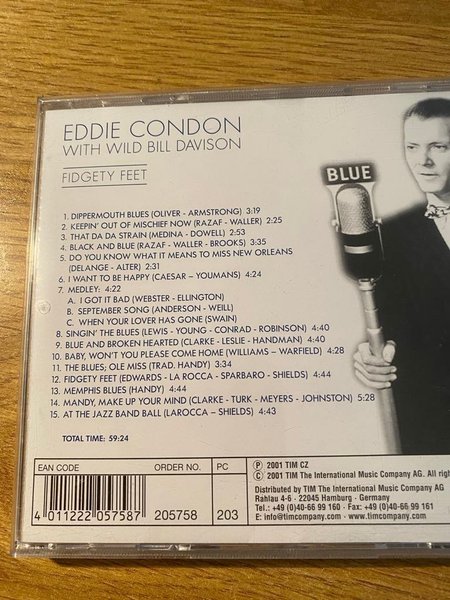 EDDIE CONDON
WITH WILD BILL DAVISON
FIDGETY FEET
BLUE
1. DIPPERMOUTH BLUES (OLIVER - ARMSTRONG) 3:19
2. KEEPIN' OUT OF MISCHIEF NOW (RAZAF - WALLER) 2:25
3. THAT DA DA STRAIN (MEDINA - DOWELL) 2:53
4. BLACK AND BLUE (RAZAF - WALLER - BROOKS) 3:35
5. DO YOU KNOW WHAT IT MEANS TO MISS NEW ORLEANS
(DELANGE - ALTER) 2:31
6. I WANT TO BE HAPPY (CAESAR – YOUMANS) 4:24
7. MEDLEY: 4:22
A. I GOT IT BAD (WEBSTER - ELLINGTON)
B. SEPTEMBER SONG (ANDERSON - WEILL)
C. WHEN YOUR LOVER HAS GONE (SWAIN)
8. SINGIN' THE BLUES (LEWIS - YOUNG - CONRAD - ROBINSON) 4:40
9. BLUE AND BROKEN HEARTED (CLARKE - LESLIE - HANDMAN) 4:40
10. BABY, WON'T YOU PLEASE COME HOME (WILLIAMS – WARFIELD) 4:28
11. THE BLUES; OLE MISS (TRAD. HANDY) 7:34
12. FIDGETY FEET (EDWARDS - LA ROCCA - SPARBARO - SHIELDS) 4:44
13. MEMPHIS BLUES (HANDY) 4:44
14. MANDY, MAKE UP YOUR MIND (CLARKE - TURK - MEYERS - JOHNSTON) 5:28
15. AT THE JAZZ BAND BALL (LAROCCA – SHIELDS) 4:43
TOTAL TIME: 59:24
EAN CODE ORDER NO. PC
4 011222 057587 205758 203
℗ 2001 TIM CZ
© 2001 TIM The International Music Company AG. All rig
Distributed by TIM The International Music Company AG
Rahlau 4-6 - 22045 Hamburg - Germany
Tel.: +49 (0)40-66 99 160 - Fax: +49 (0)40-66 99 161
E: info@timcompany.com - www.timcompany.com